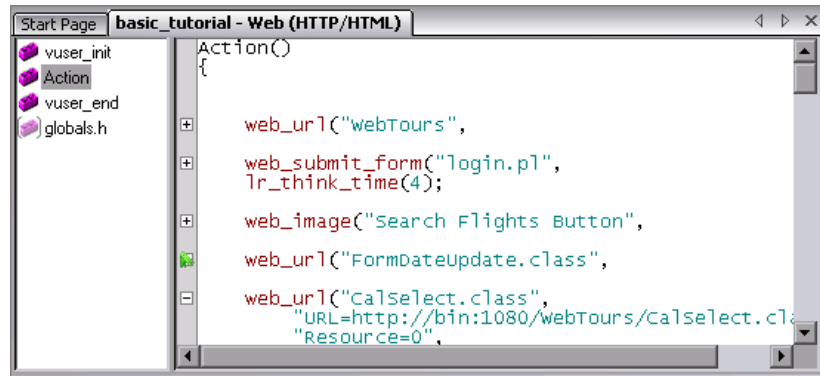 Start Page basic_tutorial - Web (HTTP/HTML)
vuser_init
Action
vuser_end
globals.h
Action()
{
web_url("WebTours",
web_submit_form("login.pl",
lr_think_time(4);
web_image("Search Flights Button",
web_url("FormDateUpdate.class",
web_url("CalSelect.class",
"URL=http://bin:1080/WebTours/CalSelect.cla
"Resource=0",